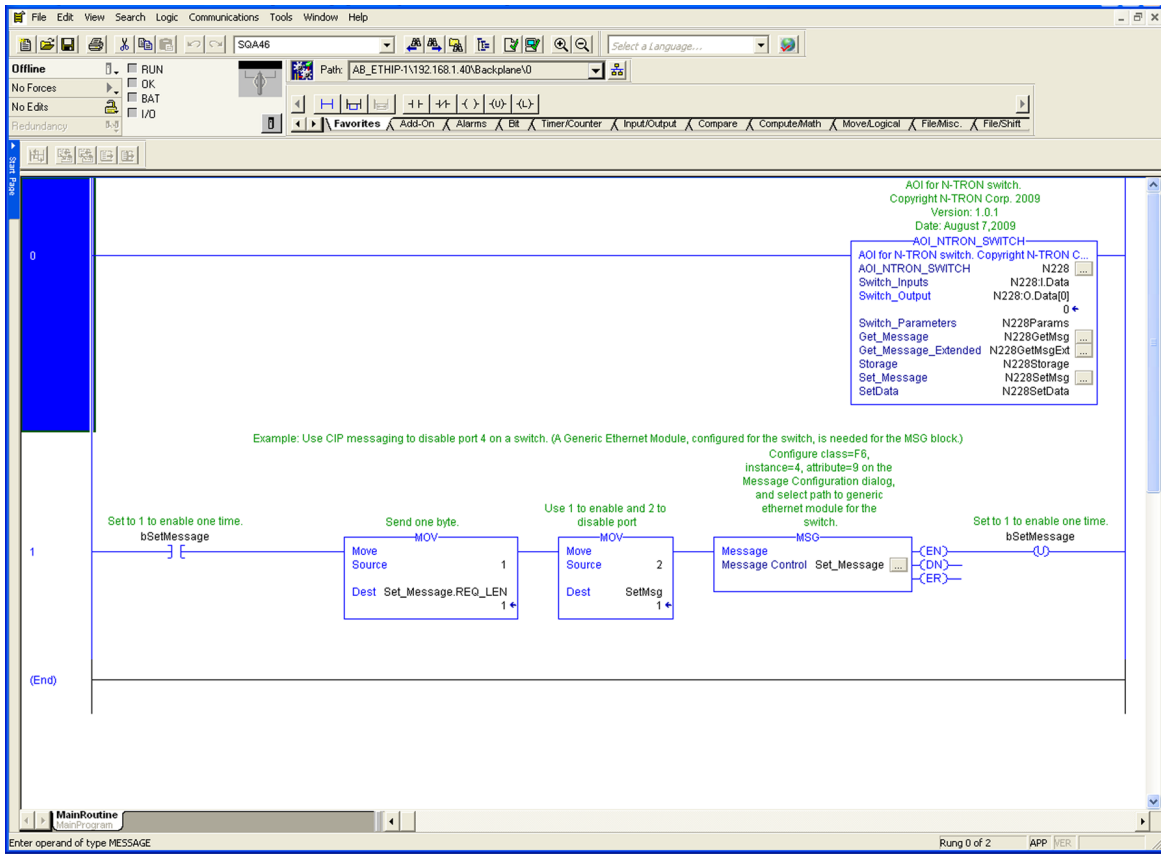 File Edit View Search Logic Communications Tools Window Help
SQA46
Select a Language...
Offline
RUN
No Forces
OK
No Edits
BAT
Redundancy
I/O
Path: AB_ETHIP-1\192.168.1.40\Backplane\0
Favorites Add-On Alarms Bit Timer/Counter Input/Output Compare Compute/Math Move/Logical File/Misc. File/Shift
Start Page
AOI for N-TRON switch.
Copyright N-TRON Corp. 2009
Version: 1.0.1
Date: August 7,2009
AOI_NTRON_SWITCH
0
AOI for N-TRON switch. Copyright N-TRON C...
AOI_NTRON_SWITCH N228 ...
Switch_Inputs N228:I.Data
Switch_Output N228:O.Data[0]
0
Switch_Parameters N228Params
Get_Message N228GetMsg ...
Get_Message_Extended N228GetMsgExt ...
Storage N228Storage
Set_Message N228SetMsg ...
SetData N228SetData
Example: Use CIP messaging to disable port 4 on a switch. (A Generic Ethernet Module, configured for the switch, is needed for the MSG block.)
Configure class=F6,
instance=4, attribute=9 on the
Message Configuration dialog,
and select path to generic
ethernet module for the
switch.
Use 1 to enable and 2 to
disable port
Set to 1 to enable one time.
Send one byte.
Set to 1 to enable one time.
1
bSetMessage
MOV
Move
Source 1
Dest Set_Message.REQ_LEN
1
MOV
Move
Source 2
Dest SetMsg
1
MSG
Message
Message Control Set_Message ...
(EN)
(DN)
(ER)
bSetMessage
(U)
(End)
MainRoutine
MainProgram
Enter operand of type MESSAGE
Rung 0 of 2
APP
VER